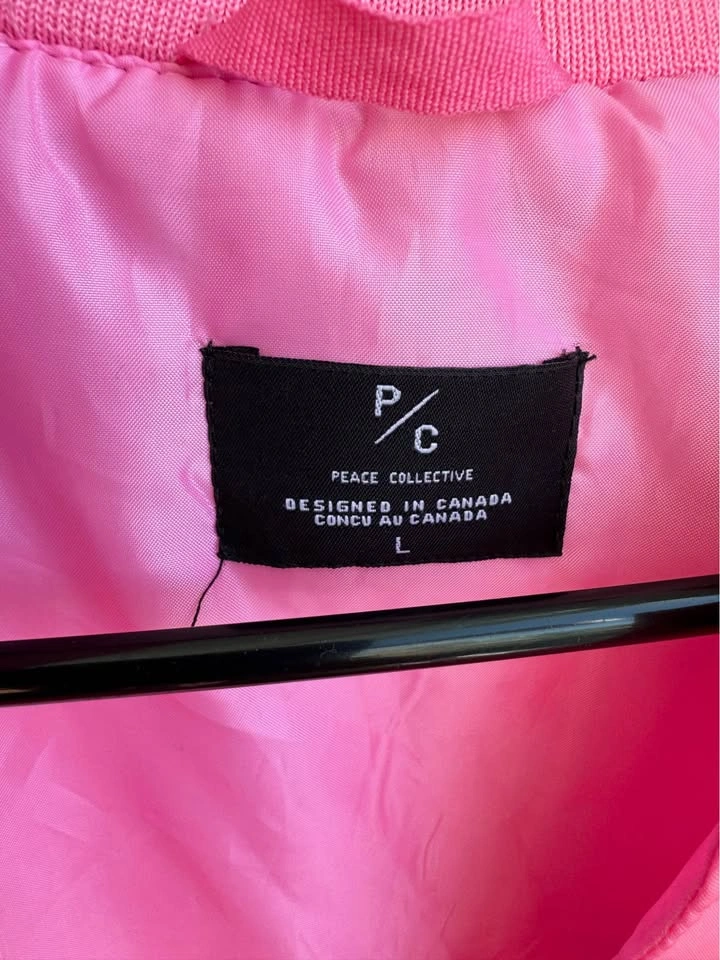 P/C
PEACE COLLECTIVE
DESIGNED IN CANADA
CONCU AU CANADA
L